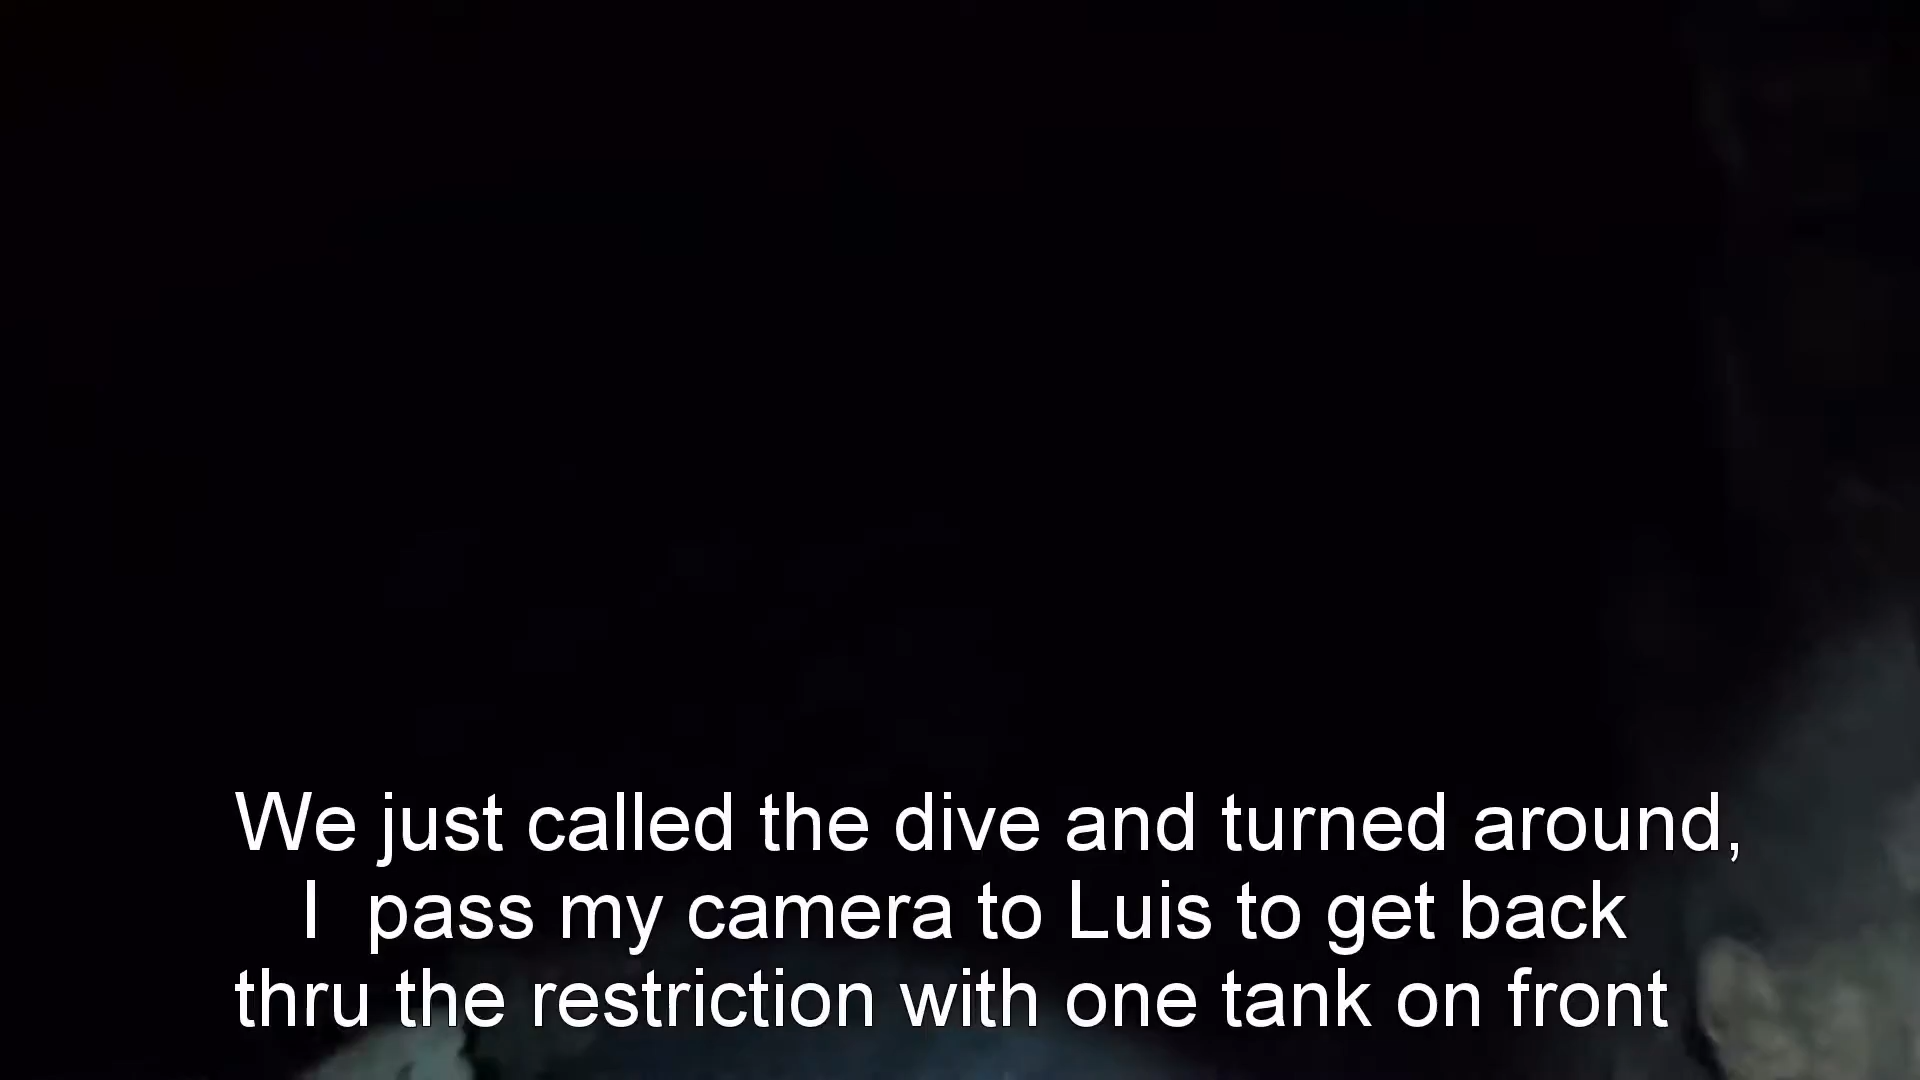 We just called the dive and turned around,
I  pass my camera to Luis to get back
thru the restriction with one tank on front